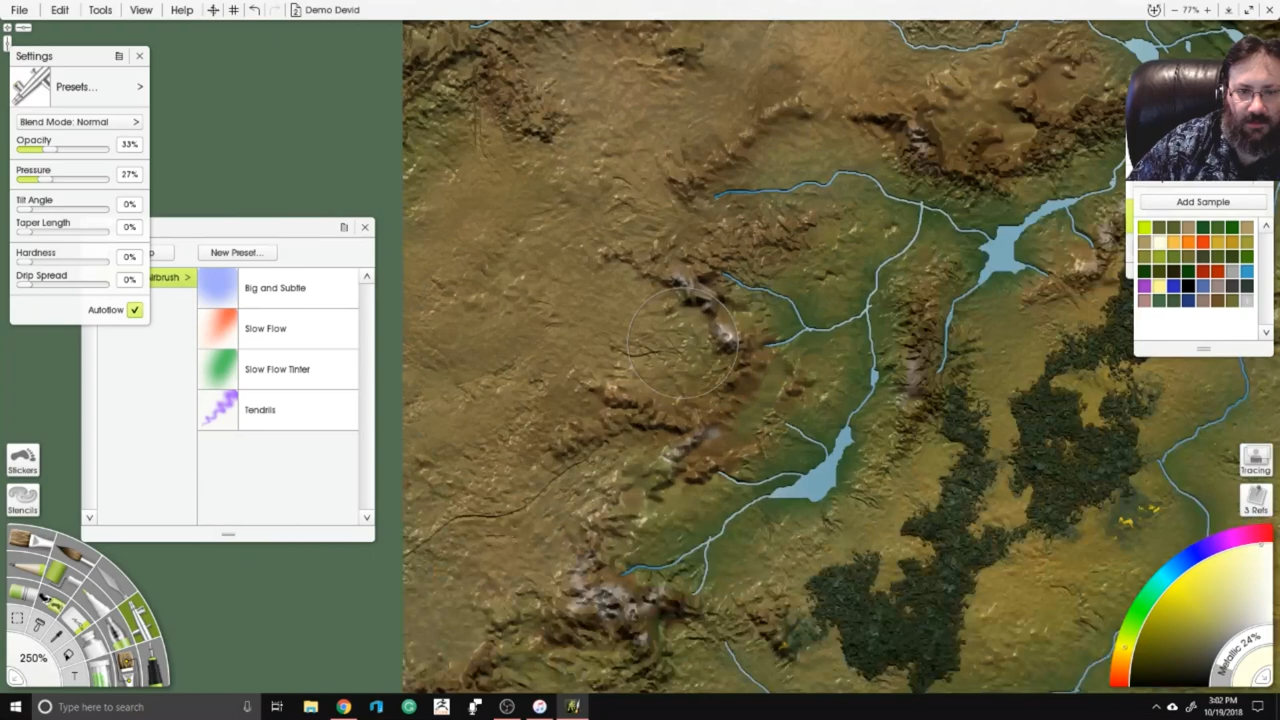 File Edit Tools View Help Demo Devid 77%
Settings
Presets... >
Blend Mode: Normal >
Opacity 33%
Pressure 27%
Tilt Angle 0%
Taper Length 0%
Hardness 0%
Drip Spread 0%
Autoflow
New Preset...
irbrush >
Big and Subtle
Slow Flow
Slow Flow Tinter
Tendrils
Add Sample
Stickers
Stencils
Tracing
3 Refs
250%
T
Metallic 24%
Type here to search
3:02 PM
10/19/2018